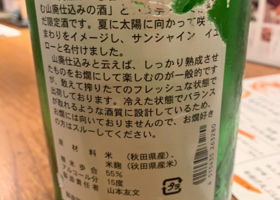 む山廃仕込みの酒」と
だ限定酒です。夏に太陽に向かって咲
まわりをイメージし、サンシャイン イエ
ローと名付けました。
む山廃仕込みと云えば、しっかり熟成させ
たものをお燗にして楽しむのが一般的です
が、敢えて搾りたてのフレッシュな状態で
出荷しております。冷えた状態でバランス
が取れるような酒質に設計しているため、
お燗には向いておりませんので、お燗好き
の方はスルーしてください。
原材料 米(秋田県産)、
米麹(秋田県産米)
歩合 55%
アルコール分 15度
責任者 山本友文